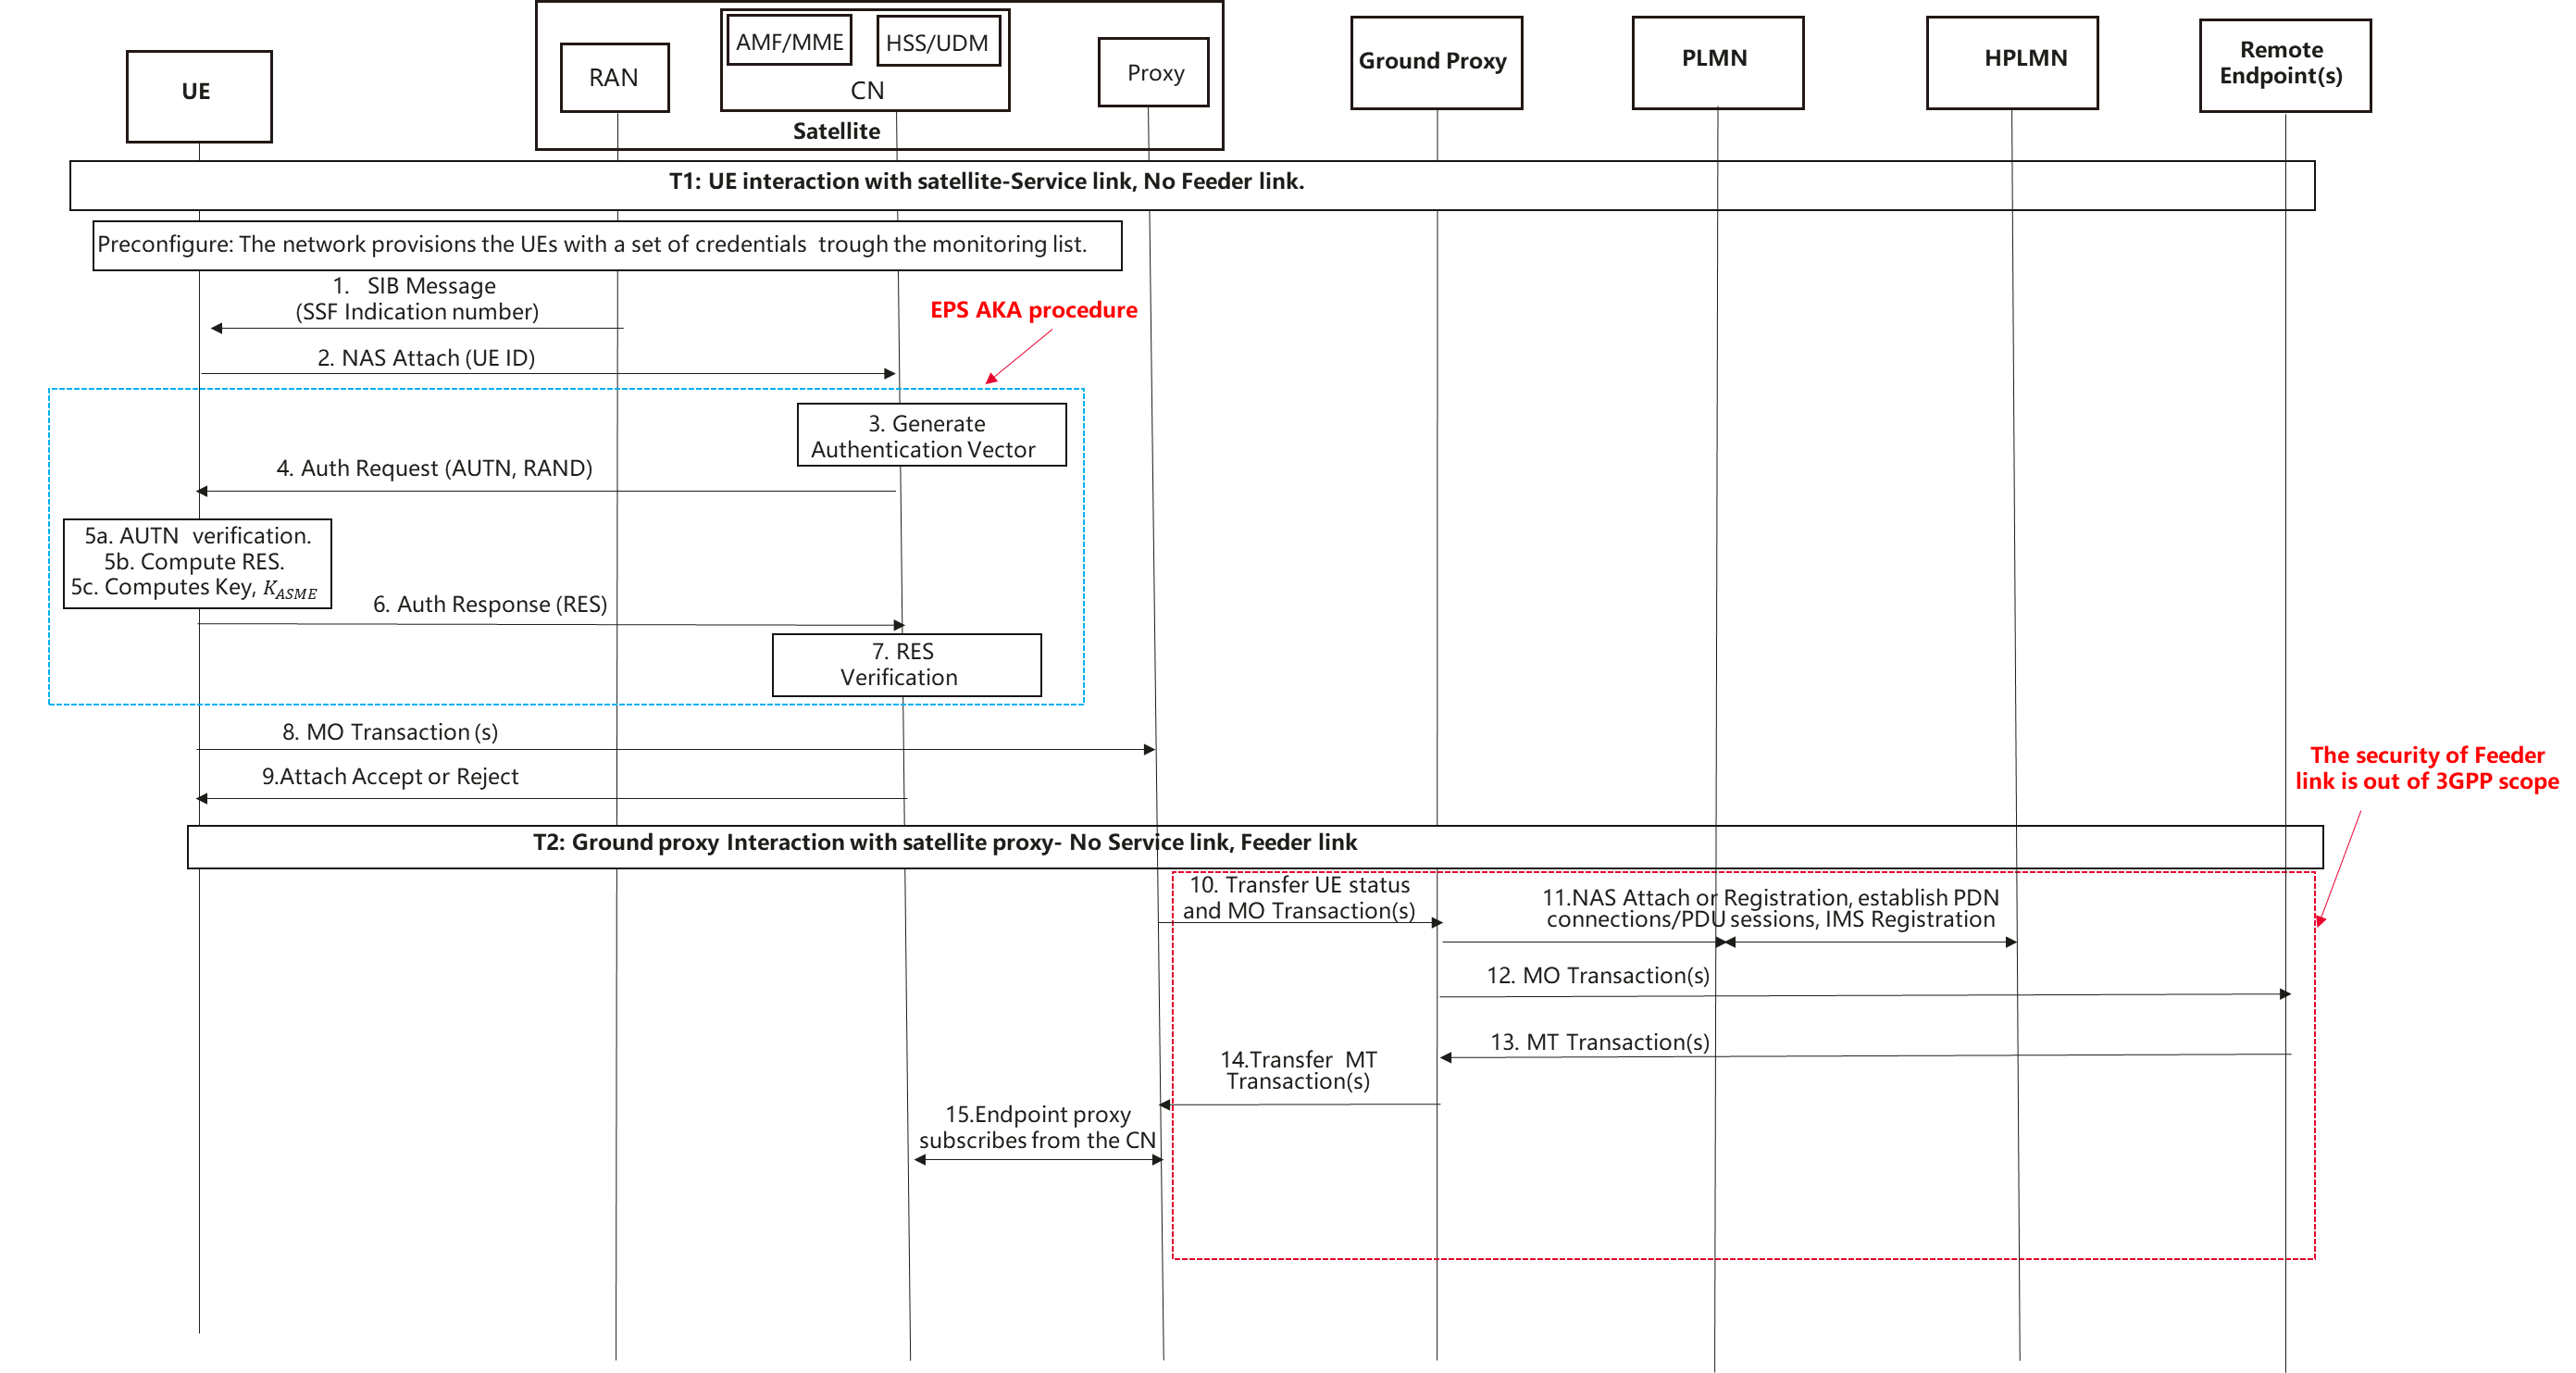 UE
RAN
AMF/MME
HSS/UDM
CN
Proxy
Satellite
Ground Proxy
PLMN
HPLMN
Remote
Endpoint(s)
T1: UE interaction with satellite-Service link, No Feeder link.
Preconfigure: The network provisions the UEs with a set of credentials trough the monitoring list.
1. SIB Message
(SSF Indication number)
EPS AKA procedure
2. NAS Attach (UE ID)
3. Generate
Authentication Vector
4. Auth Request (AUTN, RAND)
5a. AUTN verification.
5b. Compute RES.
5c. Computes Key, K_ASME
6. Auth Response (RES)
7. RES
Verification
8. MO Transaction (s)
9.Attach Accept or Reject
The security of Feeder
link is out of 3GPP scope
T2: Ground proxy Interaction with satellite proxy- No Service link, Feeder link
10. Transfer UE status
and MO Transaction(s)
11.NAS Attach or Registration, establish PDN
connections/PDU sessions, IMS Registration
12. MO Transaction(s)
13. MT Transaction(s)
14.Transfer MT
Transaction(s)
15.Endpoint proxy
subscribes from the CN